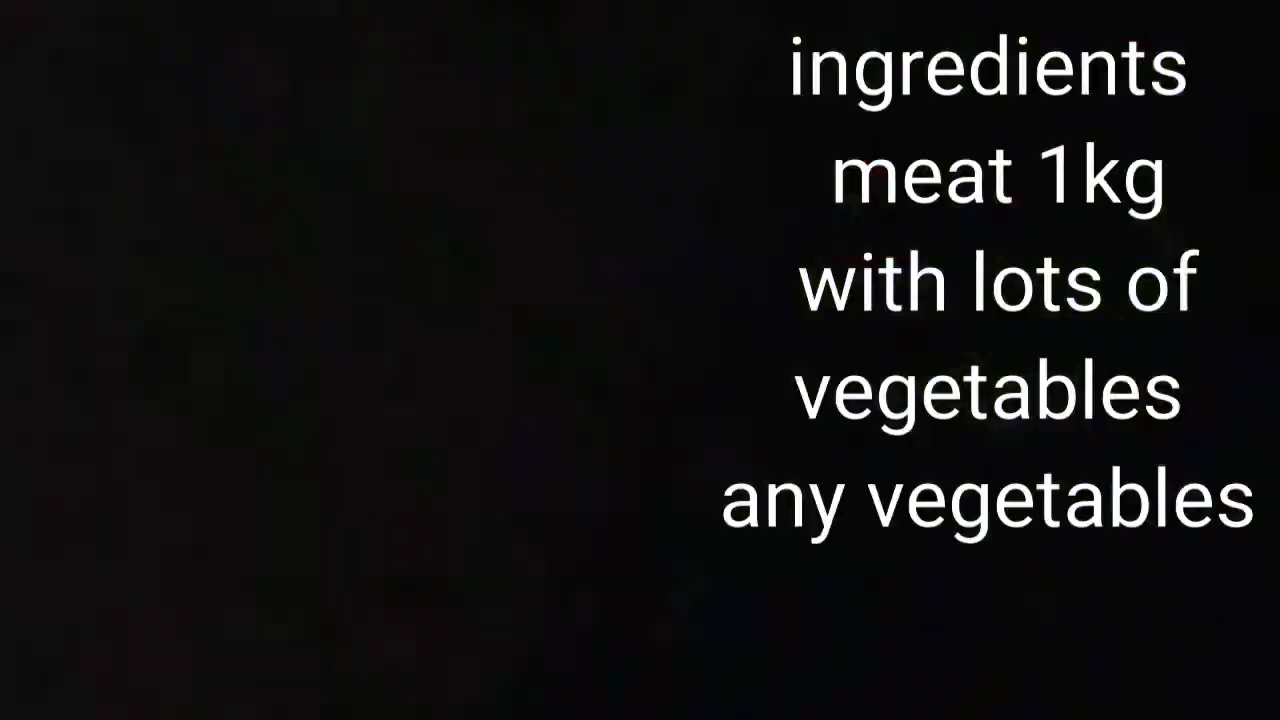 ingredients
meat 1kg
with lots of
vegetables
any vegetables